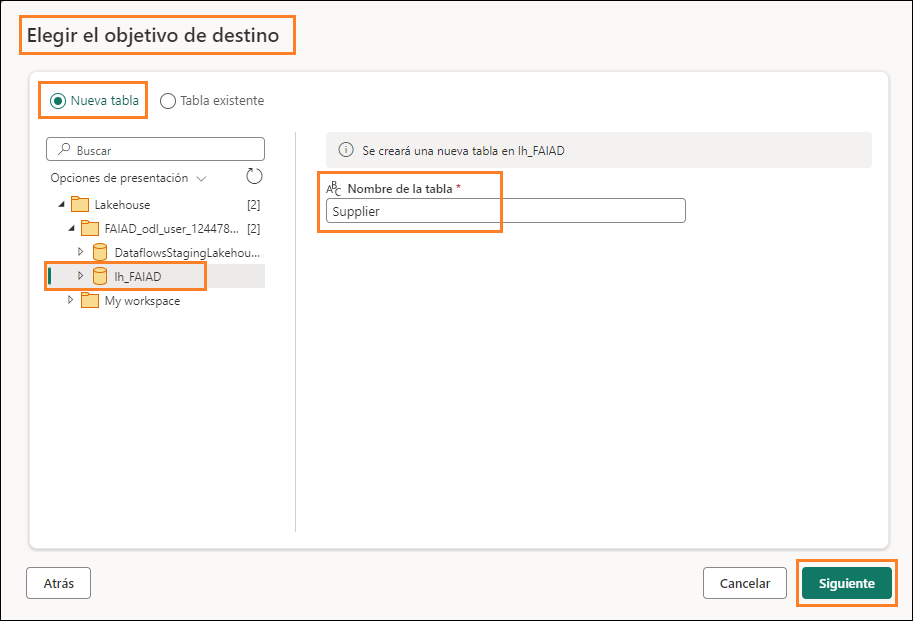 Elegir el objetivo de destino
Nueva tabla
Tabla existente
Buscar
Opciones de presentación
Lakehouse [2]
FAIAD_odl_user_124478... [2]
DataflowsStagingLakehou...
lh_FAIAD
My workspace
Se creará una nueva tabla en lh_FAIAD
ABC Nombre de la tabla *
Supplier
Atrás
Cancelar
Siguiente